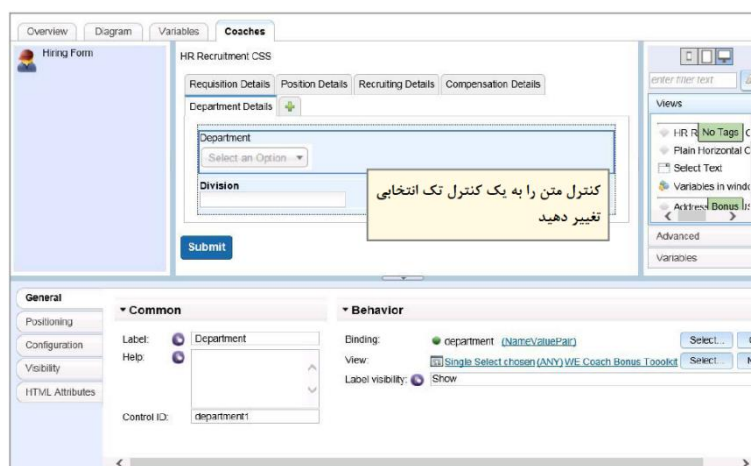 Overview Diagram Variables Coaches
Hiring Form
HR Recruitment CSS
Requisition Details Position Details Recruiting Details Compensation Details
Department Details
Department
Select an Option
Division
Submit
کنترل متن را به یک کنترل تک انتخابی
تغییر دهید
enter filter text
Views
HR R No Tags C
Plain Horizontal C
Select Text
Variables in windo
Address Bonus
Advanced
Variables
General
Positioning
Configuration
Visibility
HTML Attributes
Common
Label: Department
Help:
Control ID: department1
Behavior
Binding: department (NameValuePair) Select...
View: Single Select chosen (ANY) WE Coach Bonus Tooolkit Select... N
Label visibility: Show